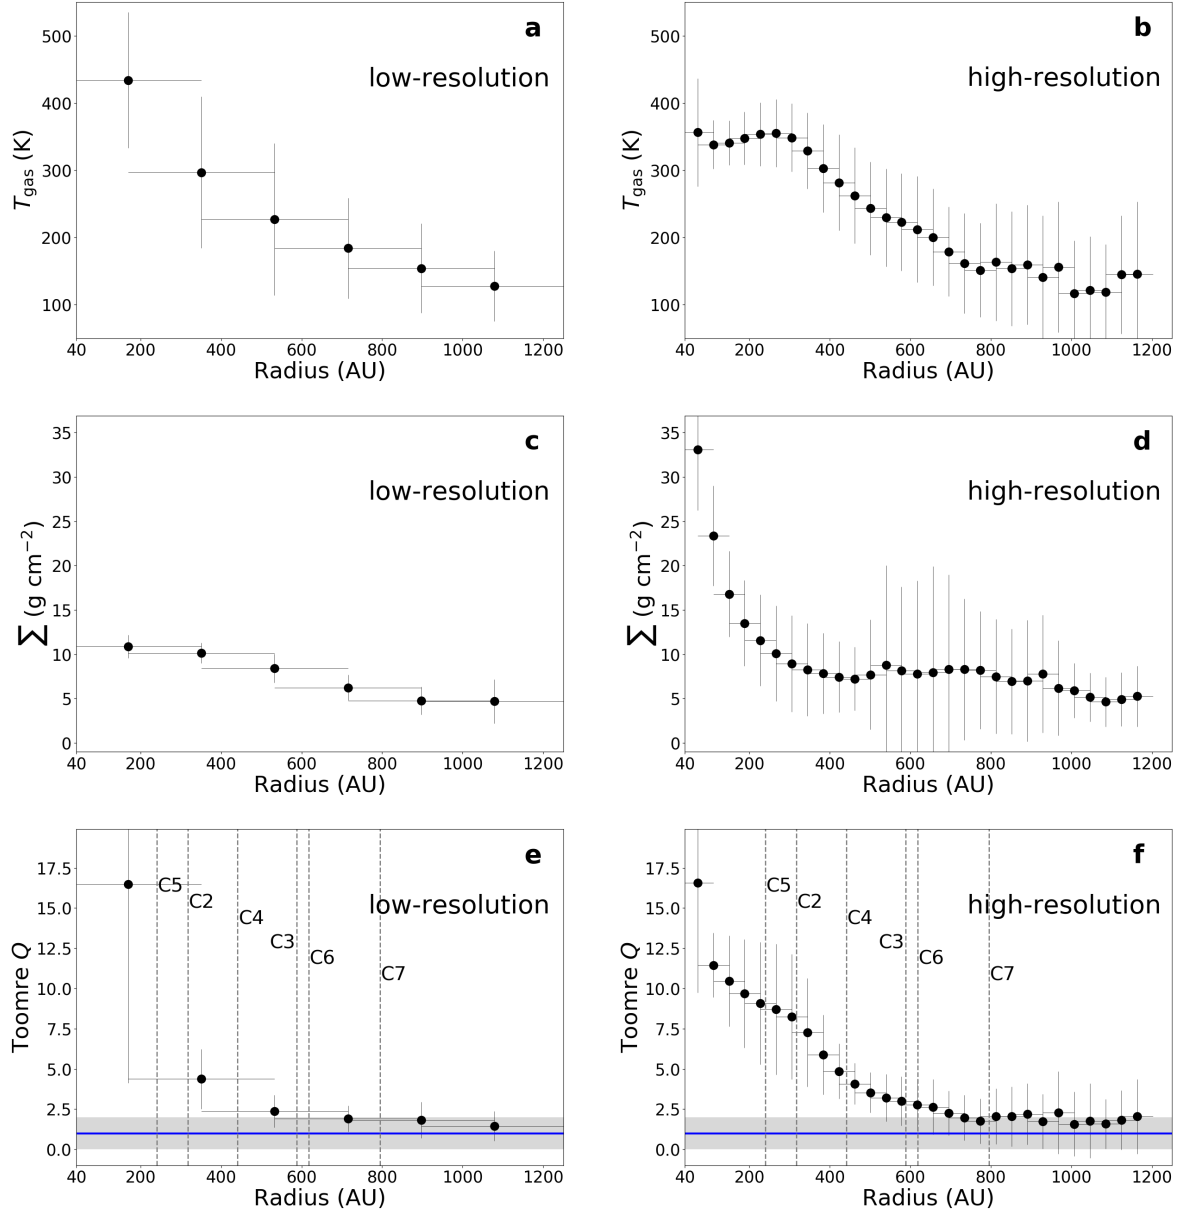 a
low-resolution
500
400
300
200
100
T_gas (K)
40 200 400 600 800 1000 1200
Radius (AU)
b
high-resolution
500
400
300
200
100
T_gas (K)
40 200 400 600 800 1000 1200
Radius (AU)
c
low-resolution
35
30
25
20
15
10
5
0
∑ (g cm⁻²)
40 200 400 600 800 1000 1200
Radius (AU)
d
high-resolution
35
30
25
20
15
10
5
0
∑ (g cm⁻²)
40 200 400 600 800 1000 1200
Radius (AU)
e
low-resolution
17.5
15.0
12.5
10.0
7.5
5.0
2.5
0.0
Toomre Q
C5
C2
C4
C3
C6
C7
40 200 400 600 800 1000 1200
Radius (AU)
f
high-resolution
17.5
15.0
12.5
10.0
7.5
5.0
2.5
0.0
Toomre Q
C5
C2
C4
C3
C6
C7
40 200 400 600 800 1000 1200
Radius (AU)